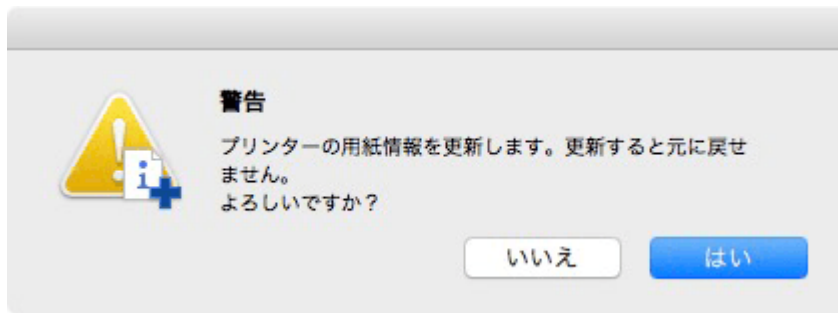 警告
プリンターの用紙情報を更新します。更新すると元に戻せ
ません。
よろしいですか？
いいえ
はい